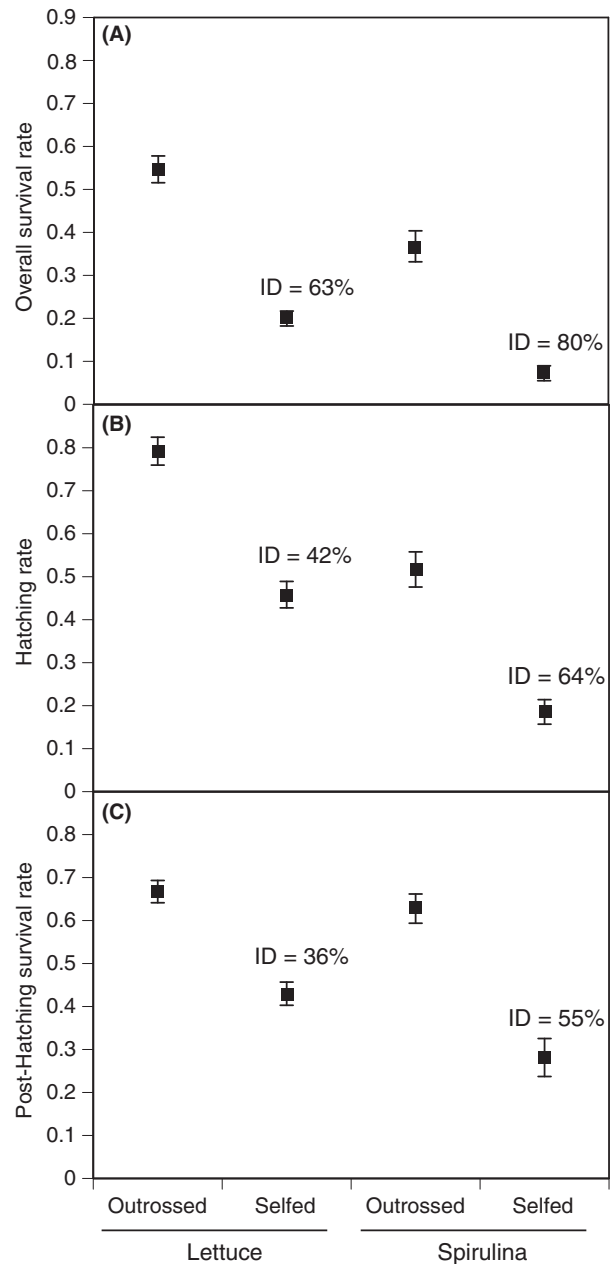 (A)
Overall survival rate
0.9
0.8
0.7
0.6
0.5
0.4
0.3
0.2
0.1
0
ID = 63%
ID = 80%
(B)
Hatching rate
0.8
0.7
0.6
0.5
0.4
0.3
0.2
0.1
0
ID = 42%
ID = 64%
(C)
Post-Hatching survival rate
0.8
0.7
0.6
0.5
0.4
0.3
0.2
0.1
0
ID = 36%
ID = 55%
Outrossed Selfed Outrossed Selfed
Lettuce Spirulina